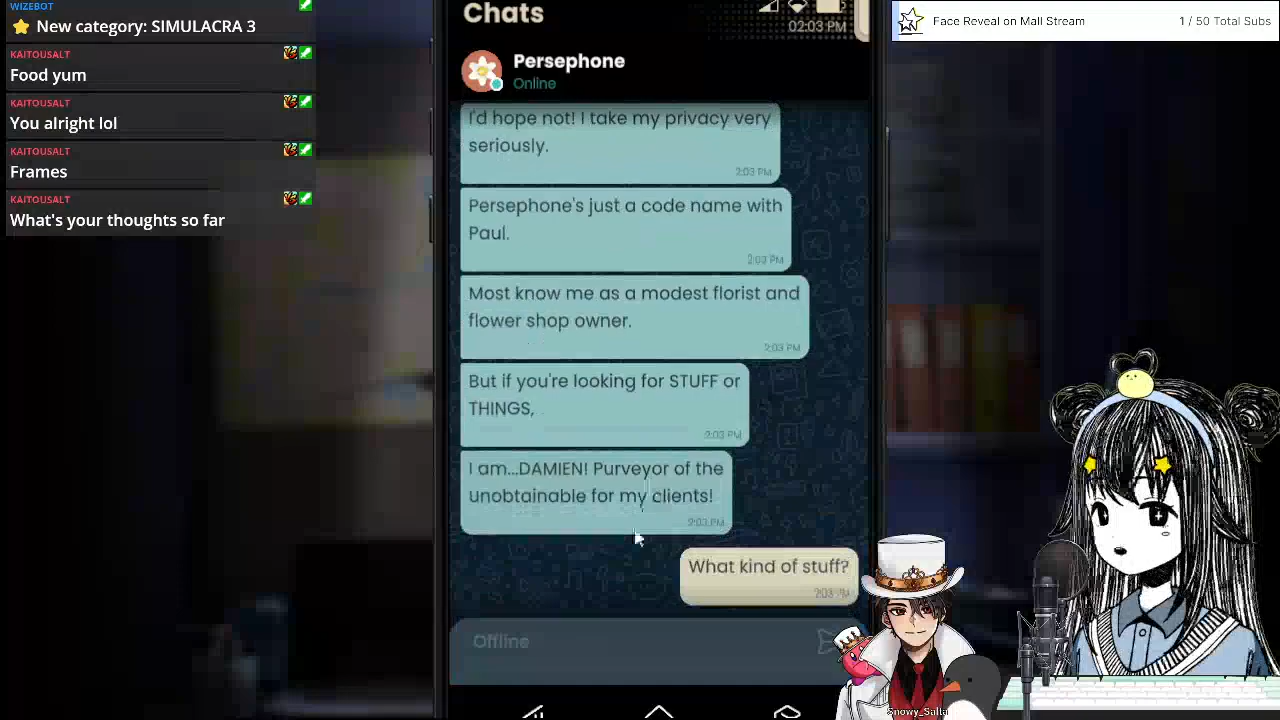 WIZEBOT
New category: SIMULACRA 3
KAITOUSALT
Food yum
KAITOUSALT
You alright lol
KAITOUSALT
Frames
KAITOUSALT
What's your thoughts so far
Chats
02:03 PM
Persephone
Online
I'd hope not! I take my privacy very
seriously.
2:03 PM
Persephone's just a code name with
Paul.
2:03 PM
Most know me as a modest florist and
flower shop owner.
2:03 PM
But if you're looking for STUFF or
THINGS,
2:03 PM
I am...DAMIEN! Purveyor of the
unobtainable for my clients!
2:03 PM
What kind of stuff?
2:03 PM
Offline
Face Reveal on Mall Stream
1 / 50 Total Subs
Snowy_Salta